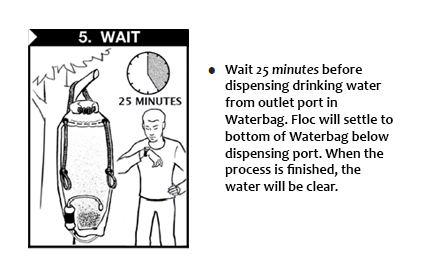 5. WAIT
25 MINUTES
• Wait 25 minutes before
dispensing drinking water
from outlet port in
Waterbag. Floc will settle to
bottom of Waterbag below
dispensing port. When the
process is finished, the
water will be clear.